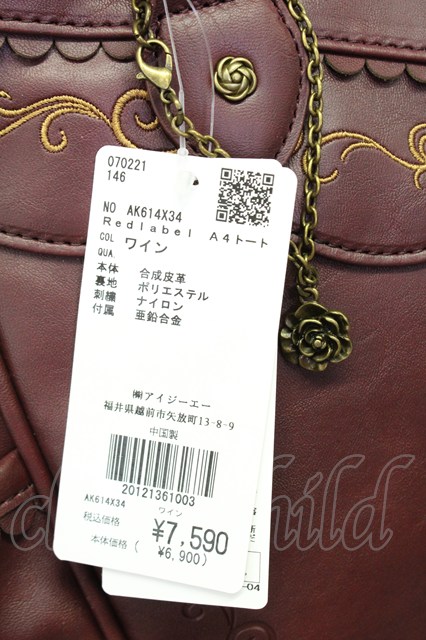 070221
146
NO AK614X34
Redlabel A4トート
COL ワイン
QUA.
本体 合成皮革
裏地 ポリエステル
刺繍 ナイロン
付属 亜鉛合金
㈱アイジーエー
福井県越前市矢放町13-8-9
中国製
20121361003
AK614X34 ワイン
税込価格 ¥7,590
本体価格( ¥6,900)
-04
child